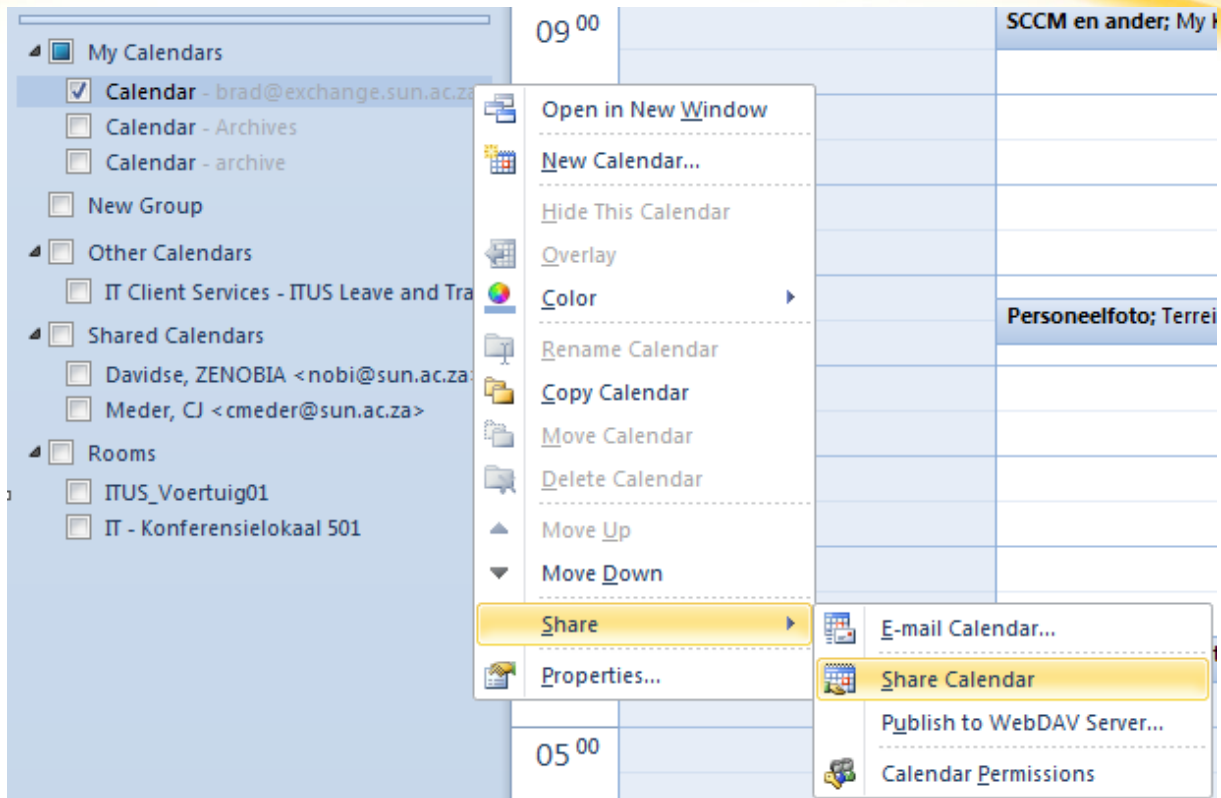 My Calendars
Calendar - brad@exchange.sun.ac.za
Calendar - Archives
Calendar - archive
New Group
Other Calendars
IT Client Services - ITUS Leave and Tra
Shared Calendars
Davidse, ZENOBIA <nobi@sun.ac.za
Meder, CJ <cmeder@sun.ac.za>
Rooms
ITUS_Voertuig01
IT - Konferensielokaal 501
Open in New Window
New Calendar...
Hide This Calendar
Overlay
Color
Rename Calendar
Copy Calendar
Move Calendar
Delete Calendar
Move Up
Move Down
Share
Properties...
E-mail Calendar...
Share Calendar
Publish to WebDAV Server...
Calendar Permissions
09 00
05 00
SCCM en ander; My
Personeelfoto; Terrei